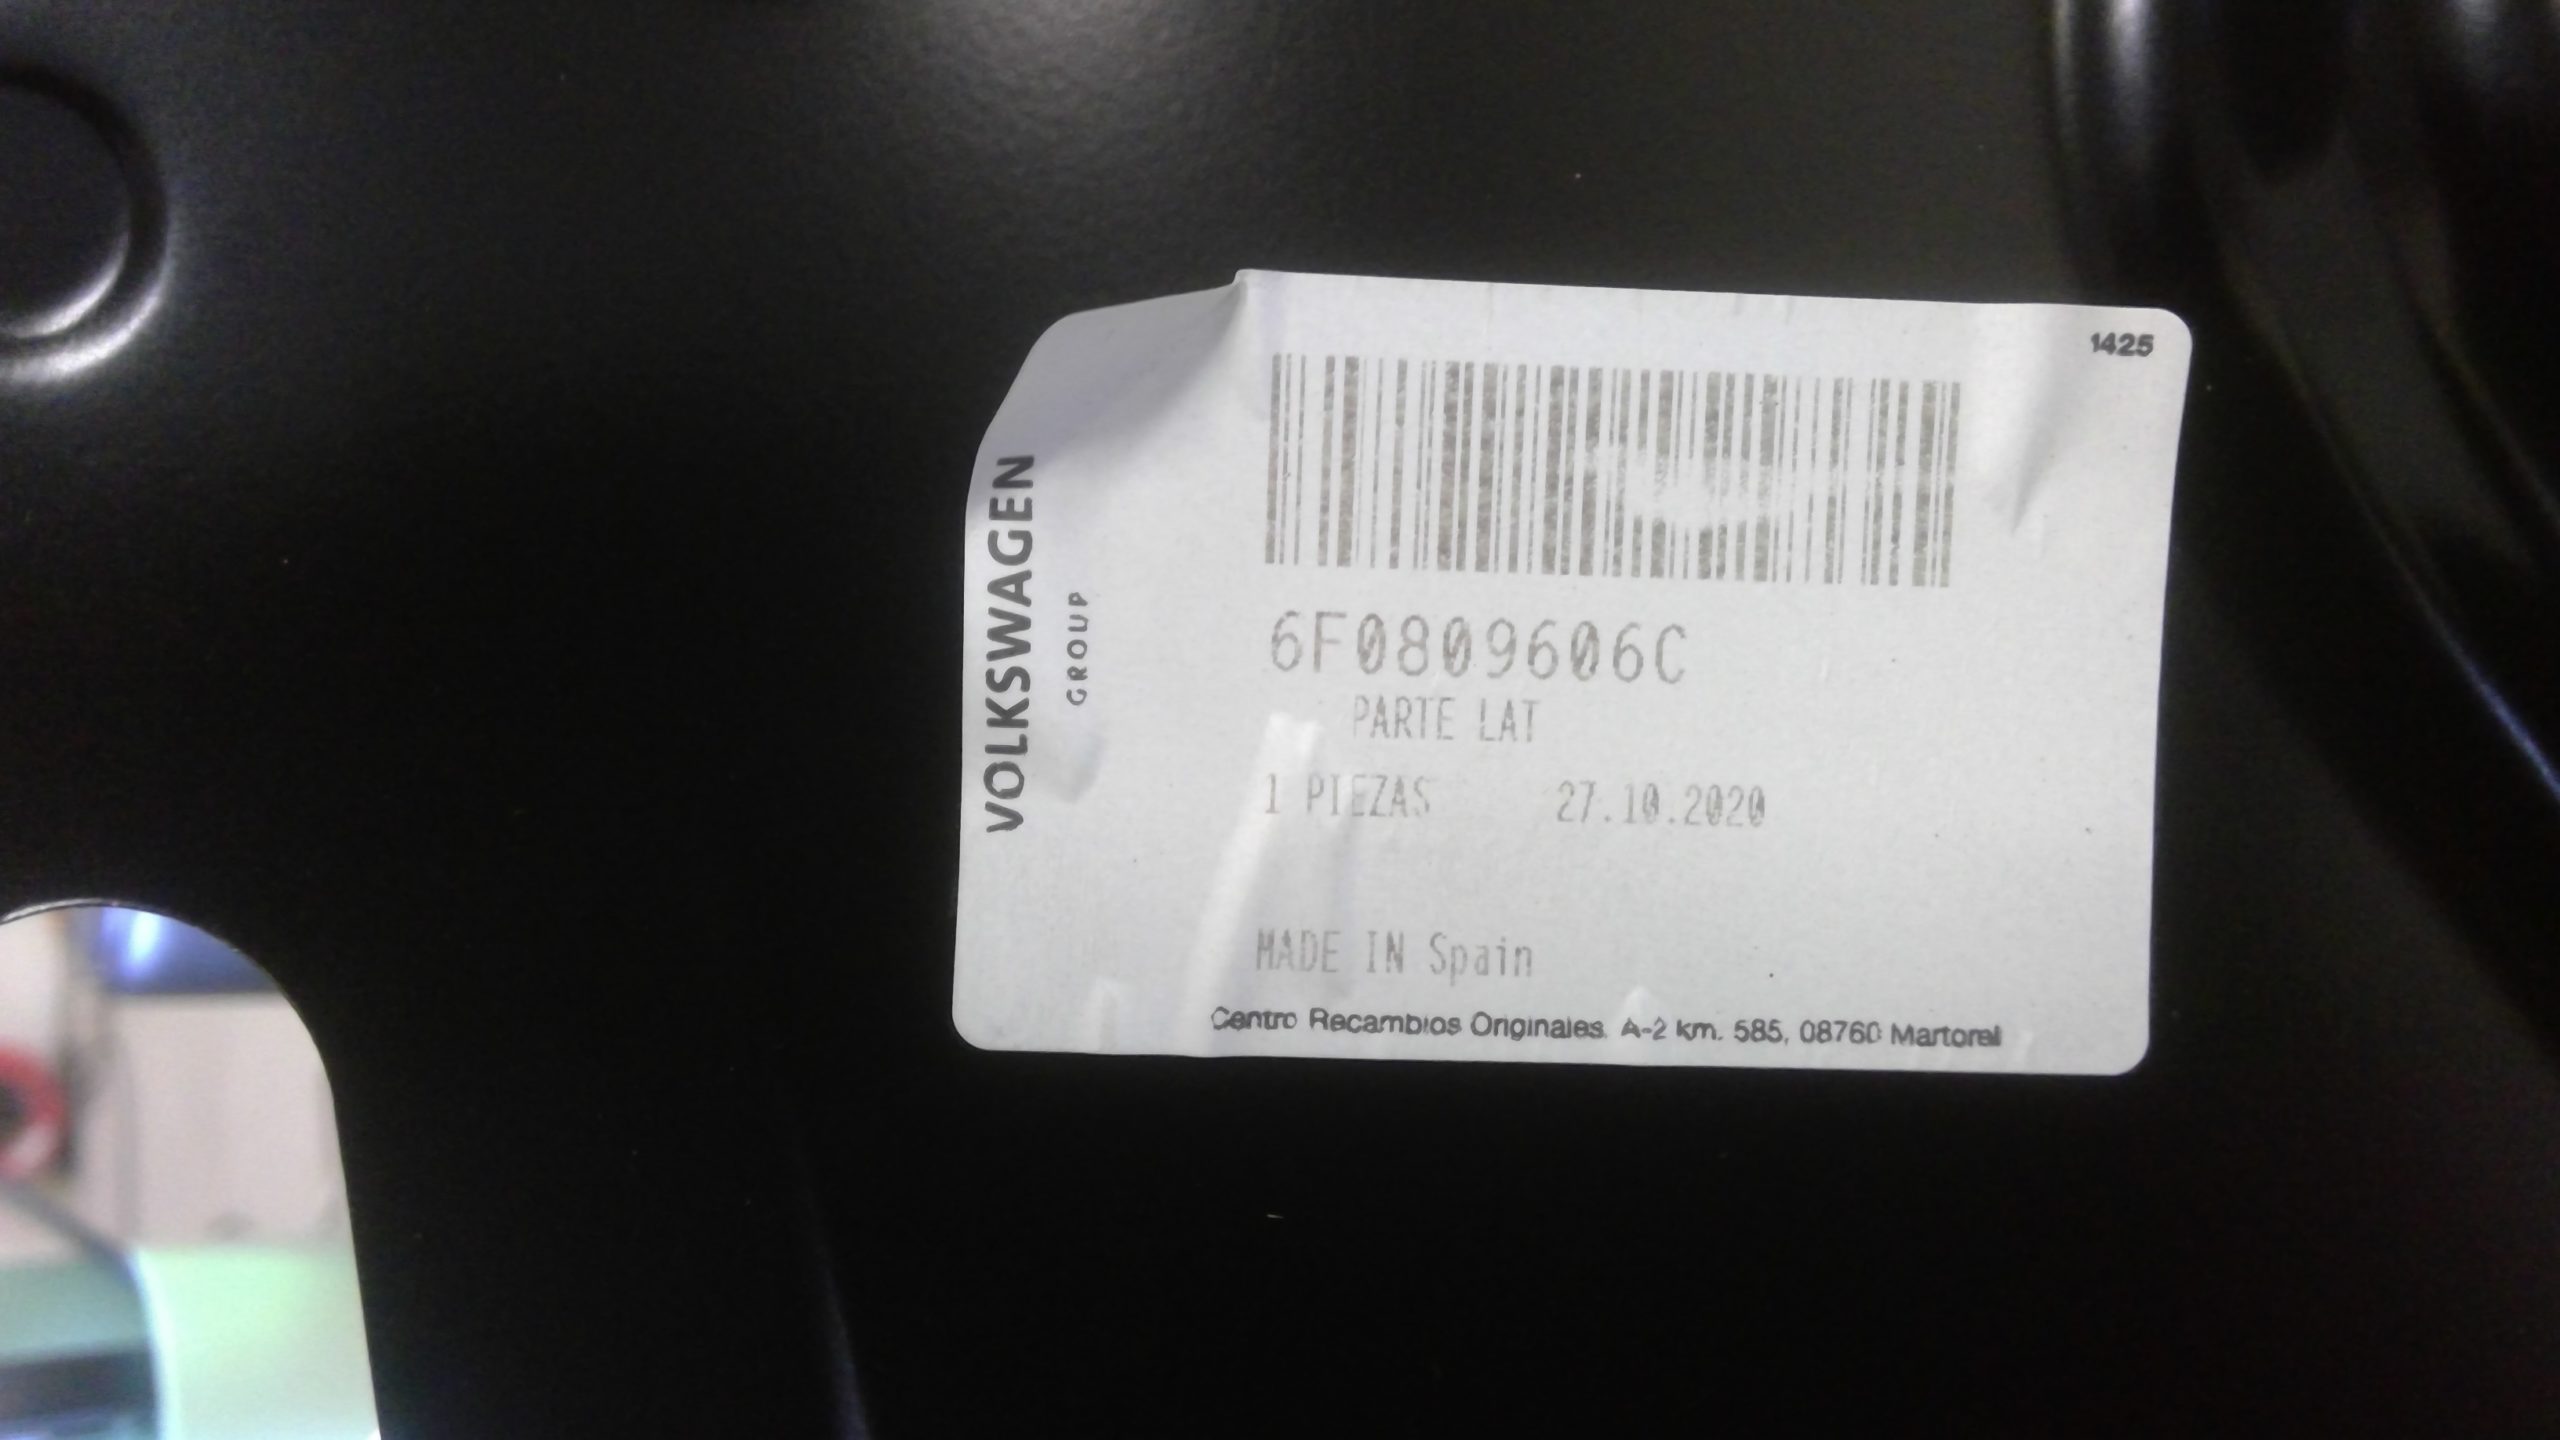 1425
VOLKSWAGEN
GROUP
6F0809606C
PARTE LAT
1 PIEZAS 27.10.2020
MADE IN Spain
Centro Recambios Originales. A-2 km. 585, 08760 Martorel